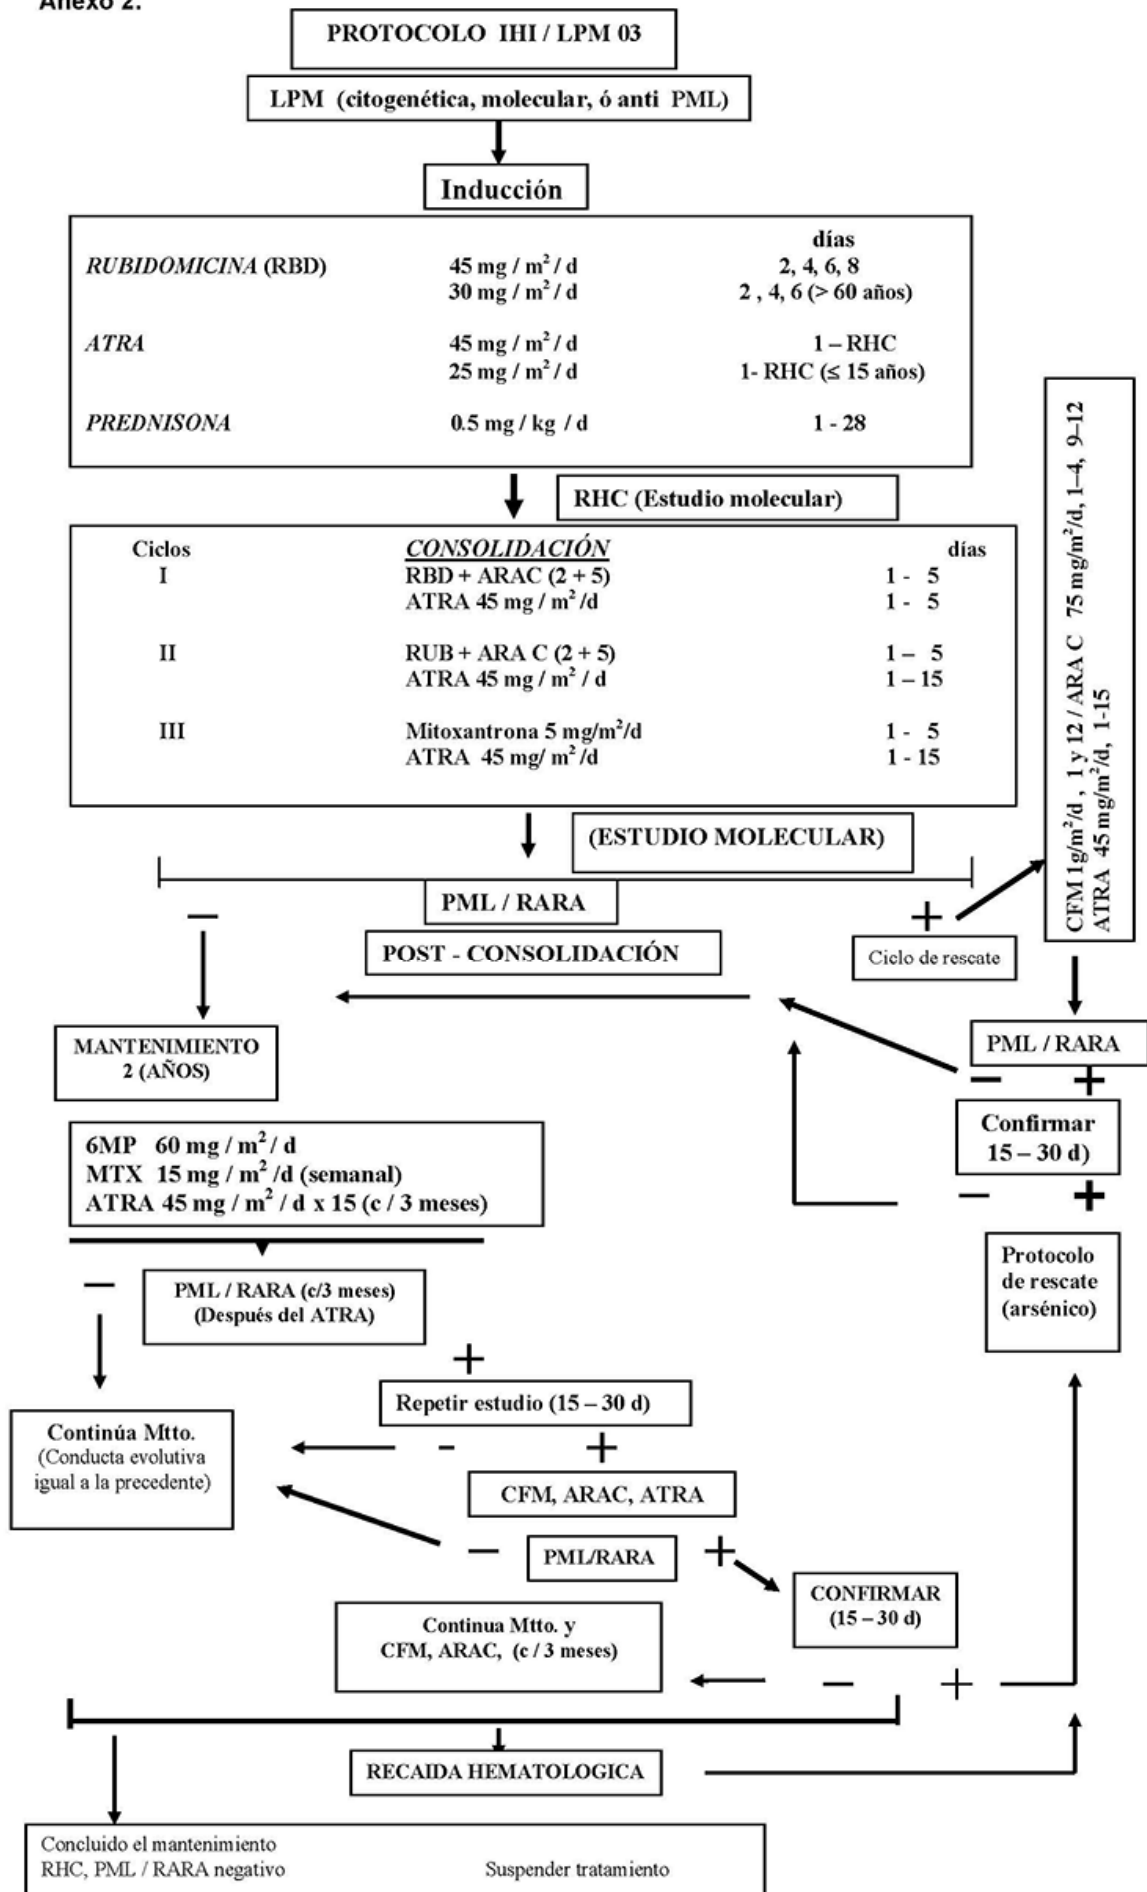 Anexo 2.
PROTOCOLO IHI / LPM 03
LPM (citogenética, molecular, ó anti PML)
Inducción
días
RUBIDOMICINA (RBD) 45 mg / m² / d 2, 4, 6, 8
30 mg / m² / d 2 , 4, 6 (> 60 años)
ATRA 45 mg / m² / d 1 – RHC
25 mg / m² / d 1- RHC (≤ 15 años)
PREDNISONA 0.5 mg / kg / d 1 - 28
RHC (Estudio molecular)
Ciclos CONSOLIDACIÓN días
I RBD + ARAC (2 + 5) 1 - 5
ATRA 45 mg / m² /d 1 - 5
II RUB + ARA C (2 + 5) 1 – 5
ATRA 45 mg / m² / d 1 – 15
III Mitoxantrona 5 mg/m²/d 1 - 5
ATRA 45 mg/ m² /d 1 - 15
CFM 1g/m²/d , 1 y 12 / ARA C 75 mg/m²/d, 1–4, 9–12
ATRA 45 mg/m²/d, 1-15
(ESTUDIO MOLECULAR)
PML / RARA
– +
POST - CONSOLIDACIÓN
Ciclo de rescate
PML / RARA
– +
MANTENIMIENTO
2 (AÑOS)
Confirmar
15 – 30 d)
– +
6MP 60 mg / m² / d
MTX 15 mg / m² /d (semanal)
ATRA 45 mg / m² / d x 15 (c / 3 meses)
Protocolo
de rescate
(arsénico)
PML / RARA (c/3 meses)
(Después del ATRA)
– +
Repetir estudio (15 – 30 d)
- +
Continúa Mtto.
(Conducta evolutiva
igual a la precedente)
CFM, ARAC, ATRA
– PML/RARA +
CONFIRMAR
(15 – 30 d)
– +
Continua Mtto. y
CFM, ARAC, (c / 3 meses)
RECAIDA HEMATOLOGICA
Concluido el mantenimiento
RHC, PML / RARA negativo Suspender tratamiento